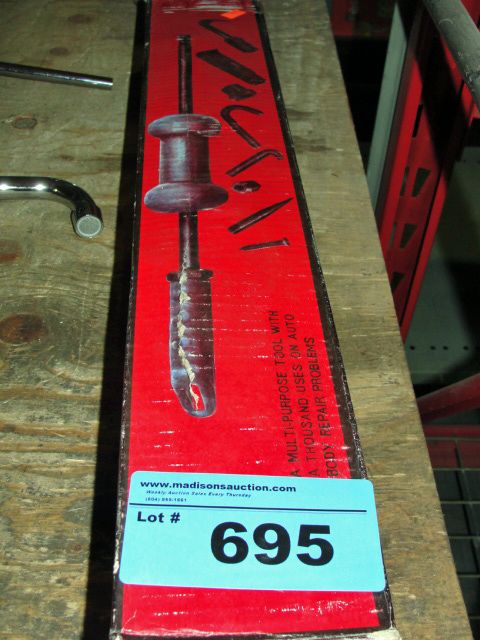 A MULTI-PURPOSE TOOL WITH
A THOUSAND USES ON AUTO
BODY REPAIR PROBLEMS
www.madisonsauction.com
Weekly Auction Sales Every Thursday
Lot # 695